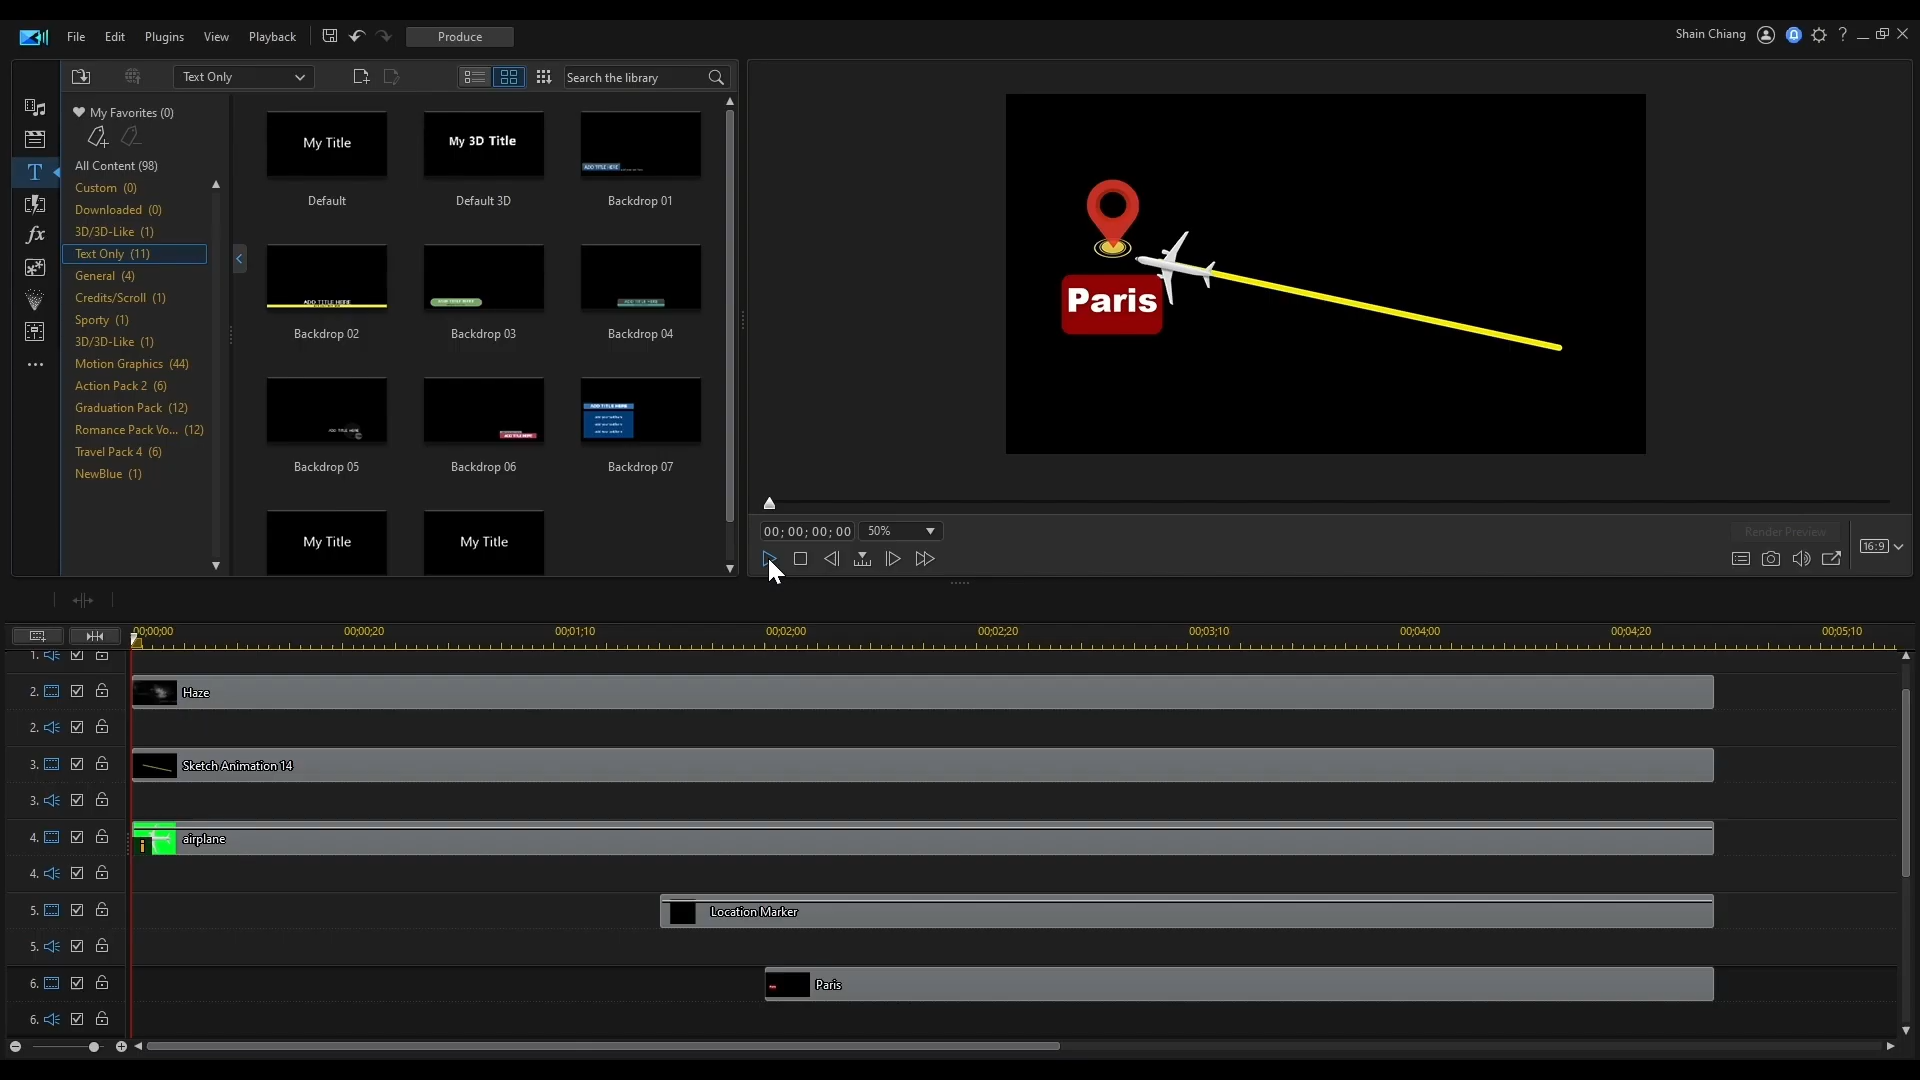 File Edit Plugins View Playback Produce
Shain Chiang
Text Only
Search the library
My Favorites (0)
All Content (98)
Custom (0)
Downloaded (0)
3D/3D-Like (1)
Text Only (11)
General (4)
Credits/Scroll (1)
Sporty (1)
3D/3D-Like (1)
Motion Graphics (44)
Action Pack 2 (6)
Graduation Pack (12)
Romance Pack Vo... (12)
Travel Pack 4 (6)
NewBlue (1)
My Title
My 3D Title
ADD TITLE HERE
Default
Default 3D
Backdrop 01
ADD TITLE HERE
ADD TITLE HERE
ADD TITLE HERE
Backdrop 02
Backdrop 03
Backdrop 04
ADD TITLE HERE
ADD TITLE HERE
ADD TITLE HERE
Backdrop 05
Backdrop 06
Backdrop 07
My Title
My Title
Paris
00; 00; 00; 00
50%
Render Preview
16:9
00;00;00 00;00;20 00;01;10 00;02;00 00;02;20 00;03;10 00;04;00 00;04;20 00;05;10
1.
2. Haze
2.
3. Sketch Animation 14
3.
4. i airplane
4.
5. Location Marker
5.
6. Paris
6.